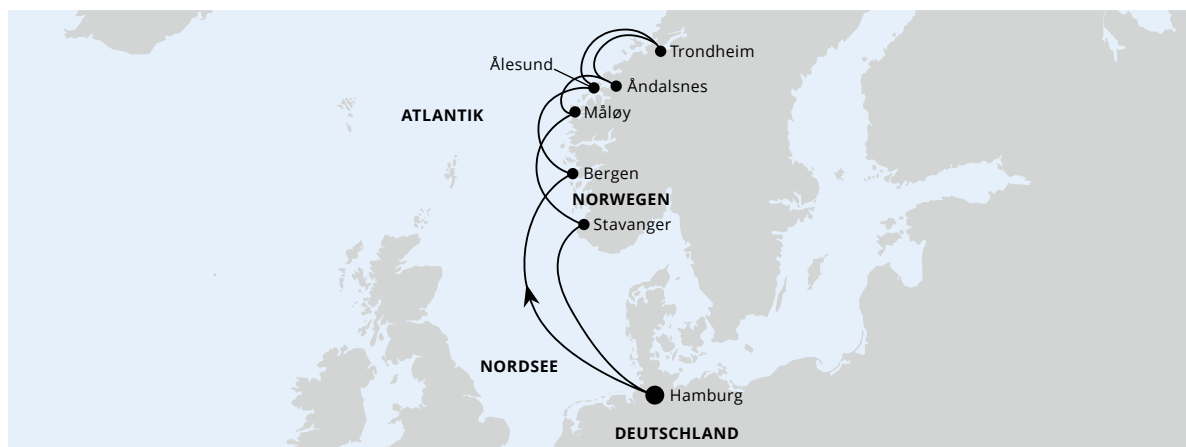 Trondheim
Ålesund
Åndalsnes
ATLANTIK
Måløy
Bergen
NORWEGEN
Stavanger
NORDSEE
Hamburg
DEUTSCHLAND